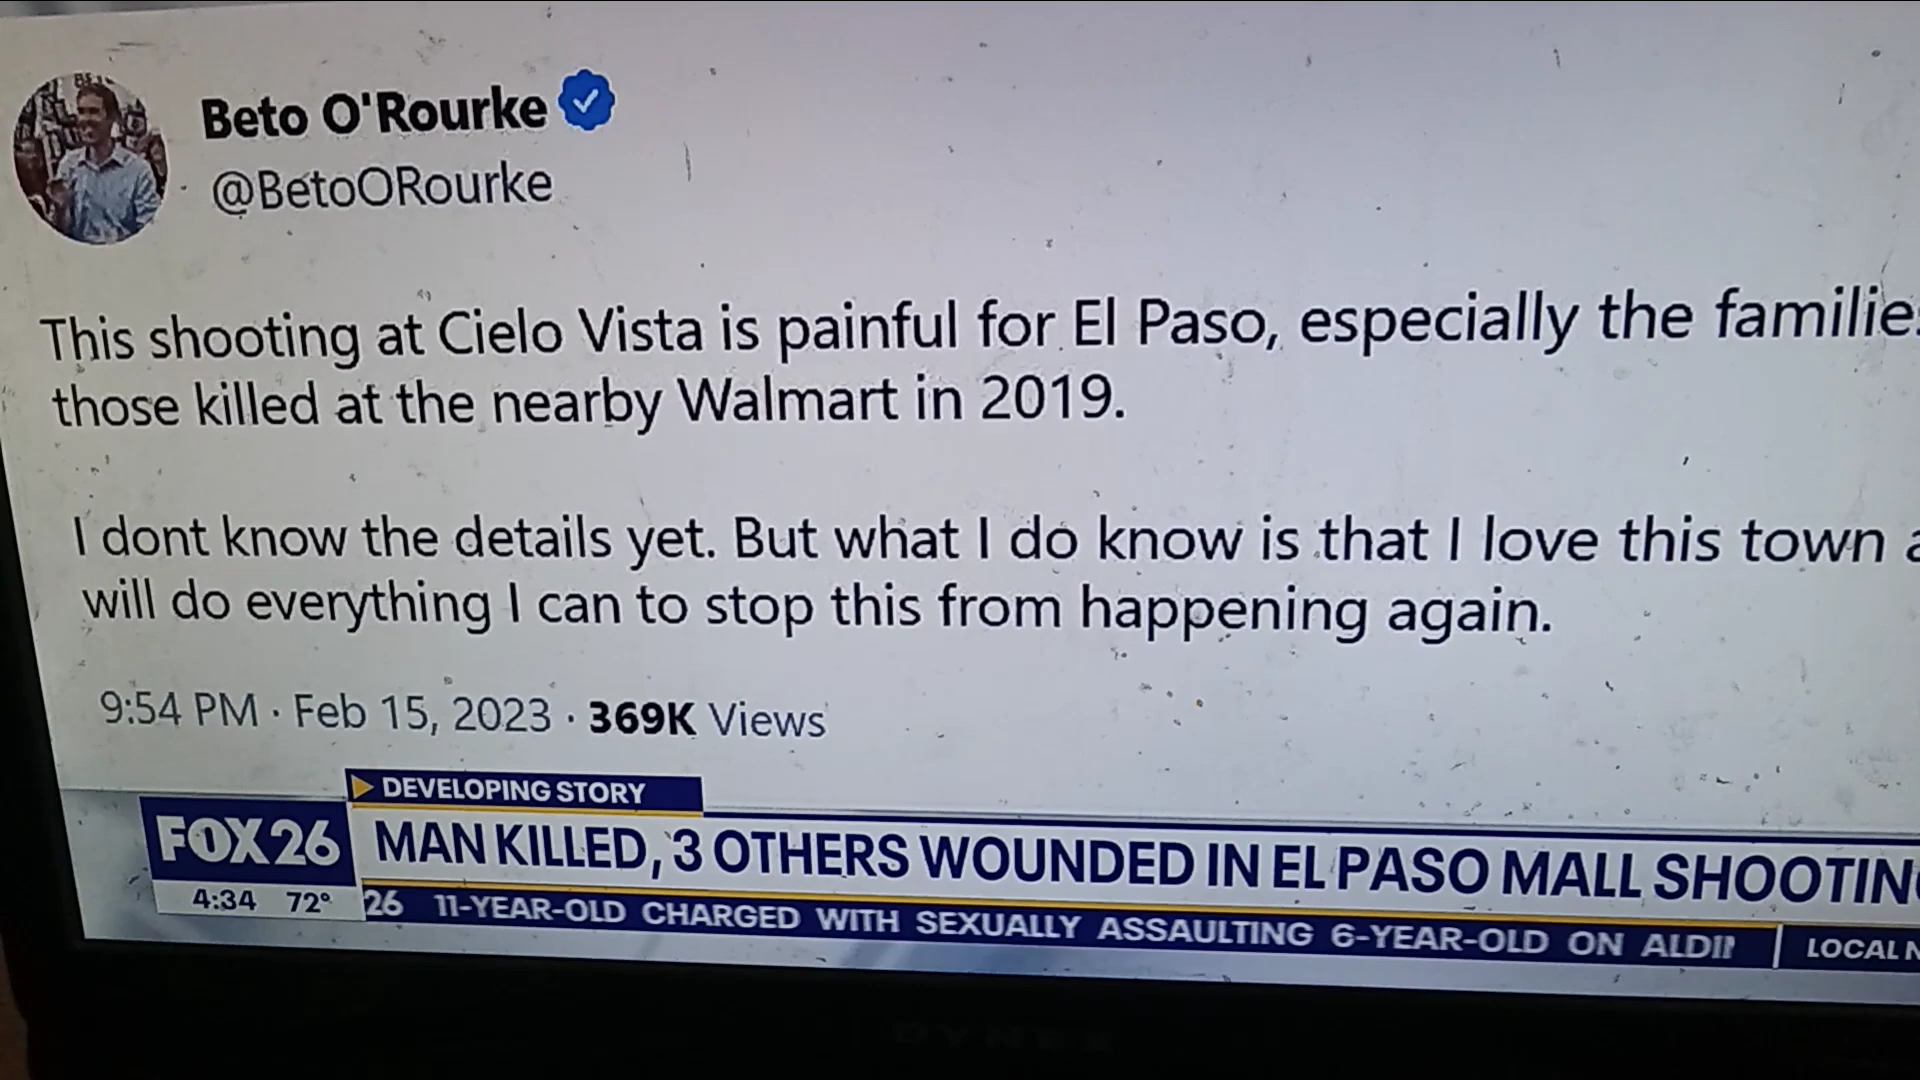 Beto O'Rourke
@BetoORourke
This shooting at Cielo Vista is painful for El Paso, especially the familie
those killed at the nearby Walmart in 2019.
I dont know the details yet. But what I do know is that I love this town a
will do everything I can to stop this from happening again.
9:54 PM · Feb 15, 2023 · 369K Views
DEVELOPING STORY
FOX 26
MAN KILLED, 3 OTHERS WOUNDED IN EL PASO MALL SHOOTING
4:34 72°
26 11-YEAR-OLD CHARGED WITH SEXUALLY ASSAULTING 6-YEAR-OLD ON
LOCAL N